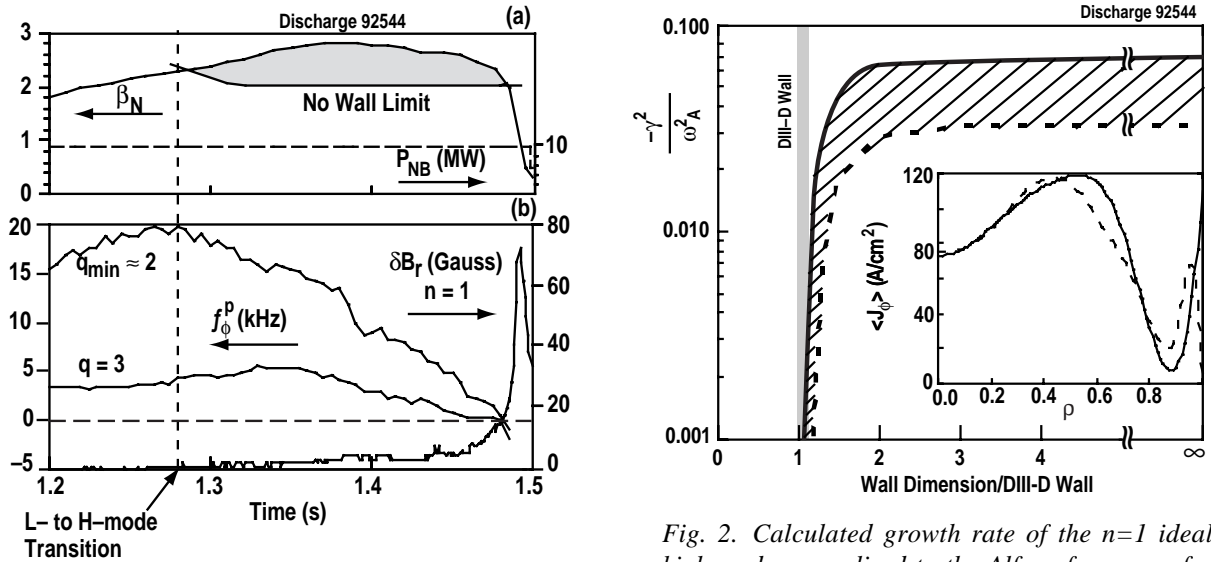 Discharge 92544
(a)
3
2
1
0
β_N
No Wall Limit
P_NB (MW)
10
(b)
20
15
10
5
0
−5
80
60
40
20
0
q_min ≈ 2
δB_r (Gauss)
n = 1
f_ϕ^p (kHz)
q = 3
1.2 1.3 1.4 1.5
Time (s)
L– to H–mode
Transition
Discharge 92544
0.100
0.010
0.001
−γ²
ω²_A
DIII–D Wall
120
80
40
0
<J_ϕ> (A/cm²)
0.0 0.2 0.4 0.6 0.8
ρ
0 1 2 3 4 ∞
Wall Dimension/DIII-D Wall
Fig. 2. Calculated growth rate of the n=1 ideal